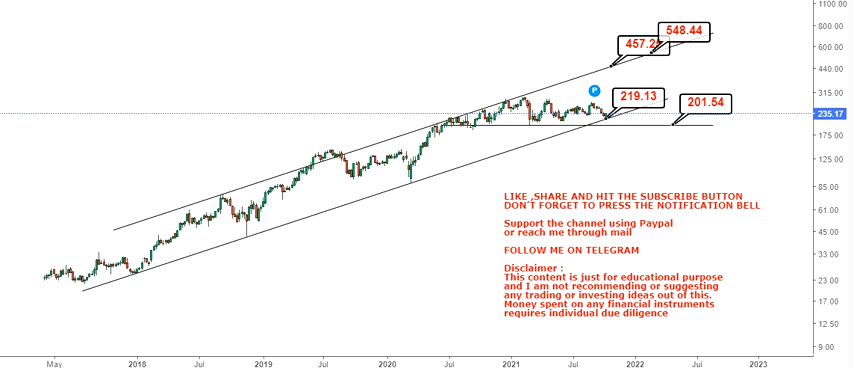 1100.00
800.00
548.44
457.2
600.00
440.00
315.00
P
219.13
201.54
235.17
175.00
125.00
85.00
LIKE ,SHARE AND HIT THE SUBSCRIBE BUTTON
DON'T FORGET TO PRESS THE NOTIFICATION BELL
61.00
Support the channel using Paypal
or reach me through mail
45.00
FOLLOW ME ON TELEGRAM
33.00
Disclaimer :
This content is just for educational purpose
and I am not recommending or suggesting
any trading or investing ideas out of this.
Money spent on any financial instruments
requires individual due diligence
23.00
17.00
12.50
9.00
May 2018 Jul 2019 2020 Jul 2021 Jul 2022 Jul 2023